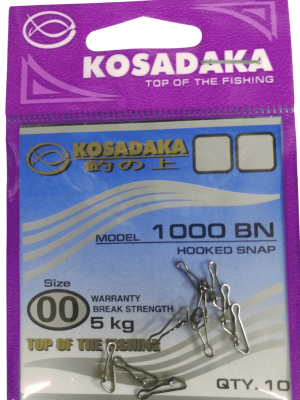 KOSADAKA
TOP OF THE FISHING
KOSADAKA
釣の上
MODEL 1000 BN
HOOKED SNAP
Size
00
WARRANTY
BREAK STRENGTH
5 kg
TOP OF THE FISHING
QTY. 10